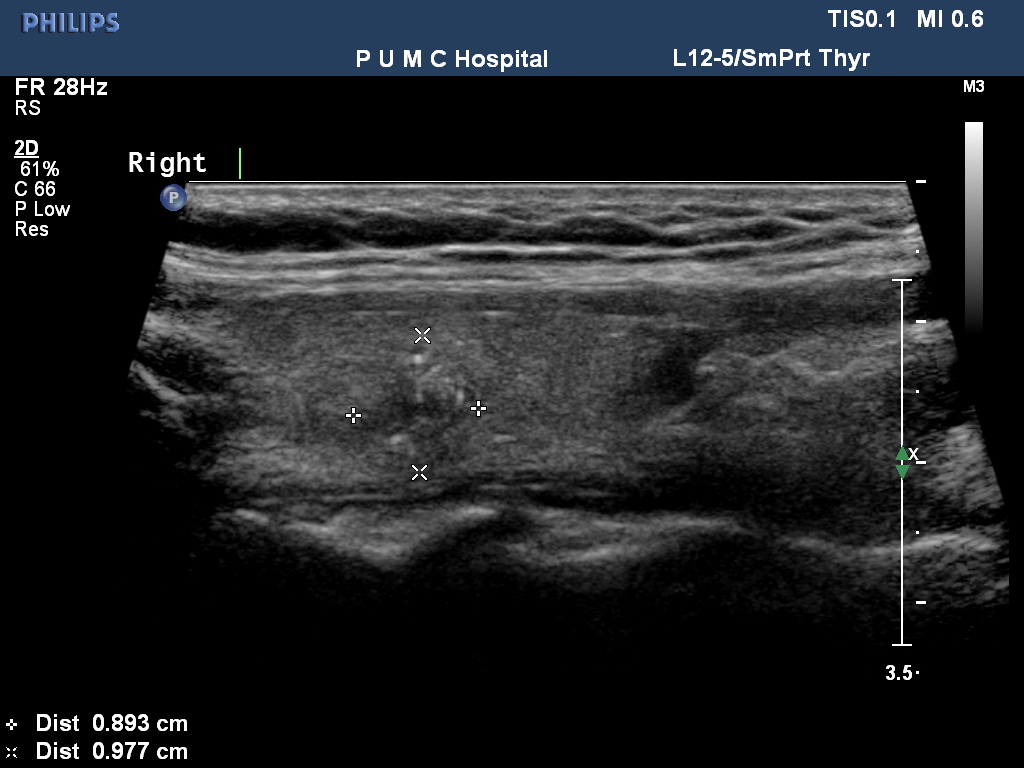 PHILIPS
TIS0.1 MI 0.6
P U M C Hospital
L12-5/SmPrt Thyr
FR 28Hz
RS
M3
2D
61%
C 66
P Low
Res
Right
P
X
3.5
Dist 0.893 cm
Dist 0.977 cm